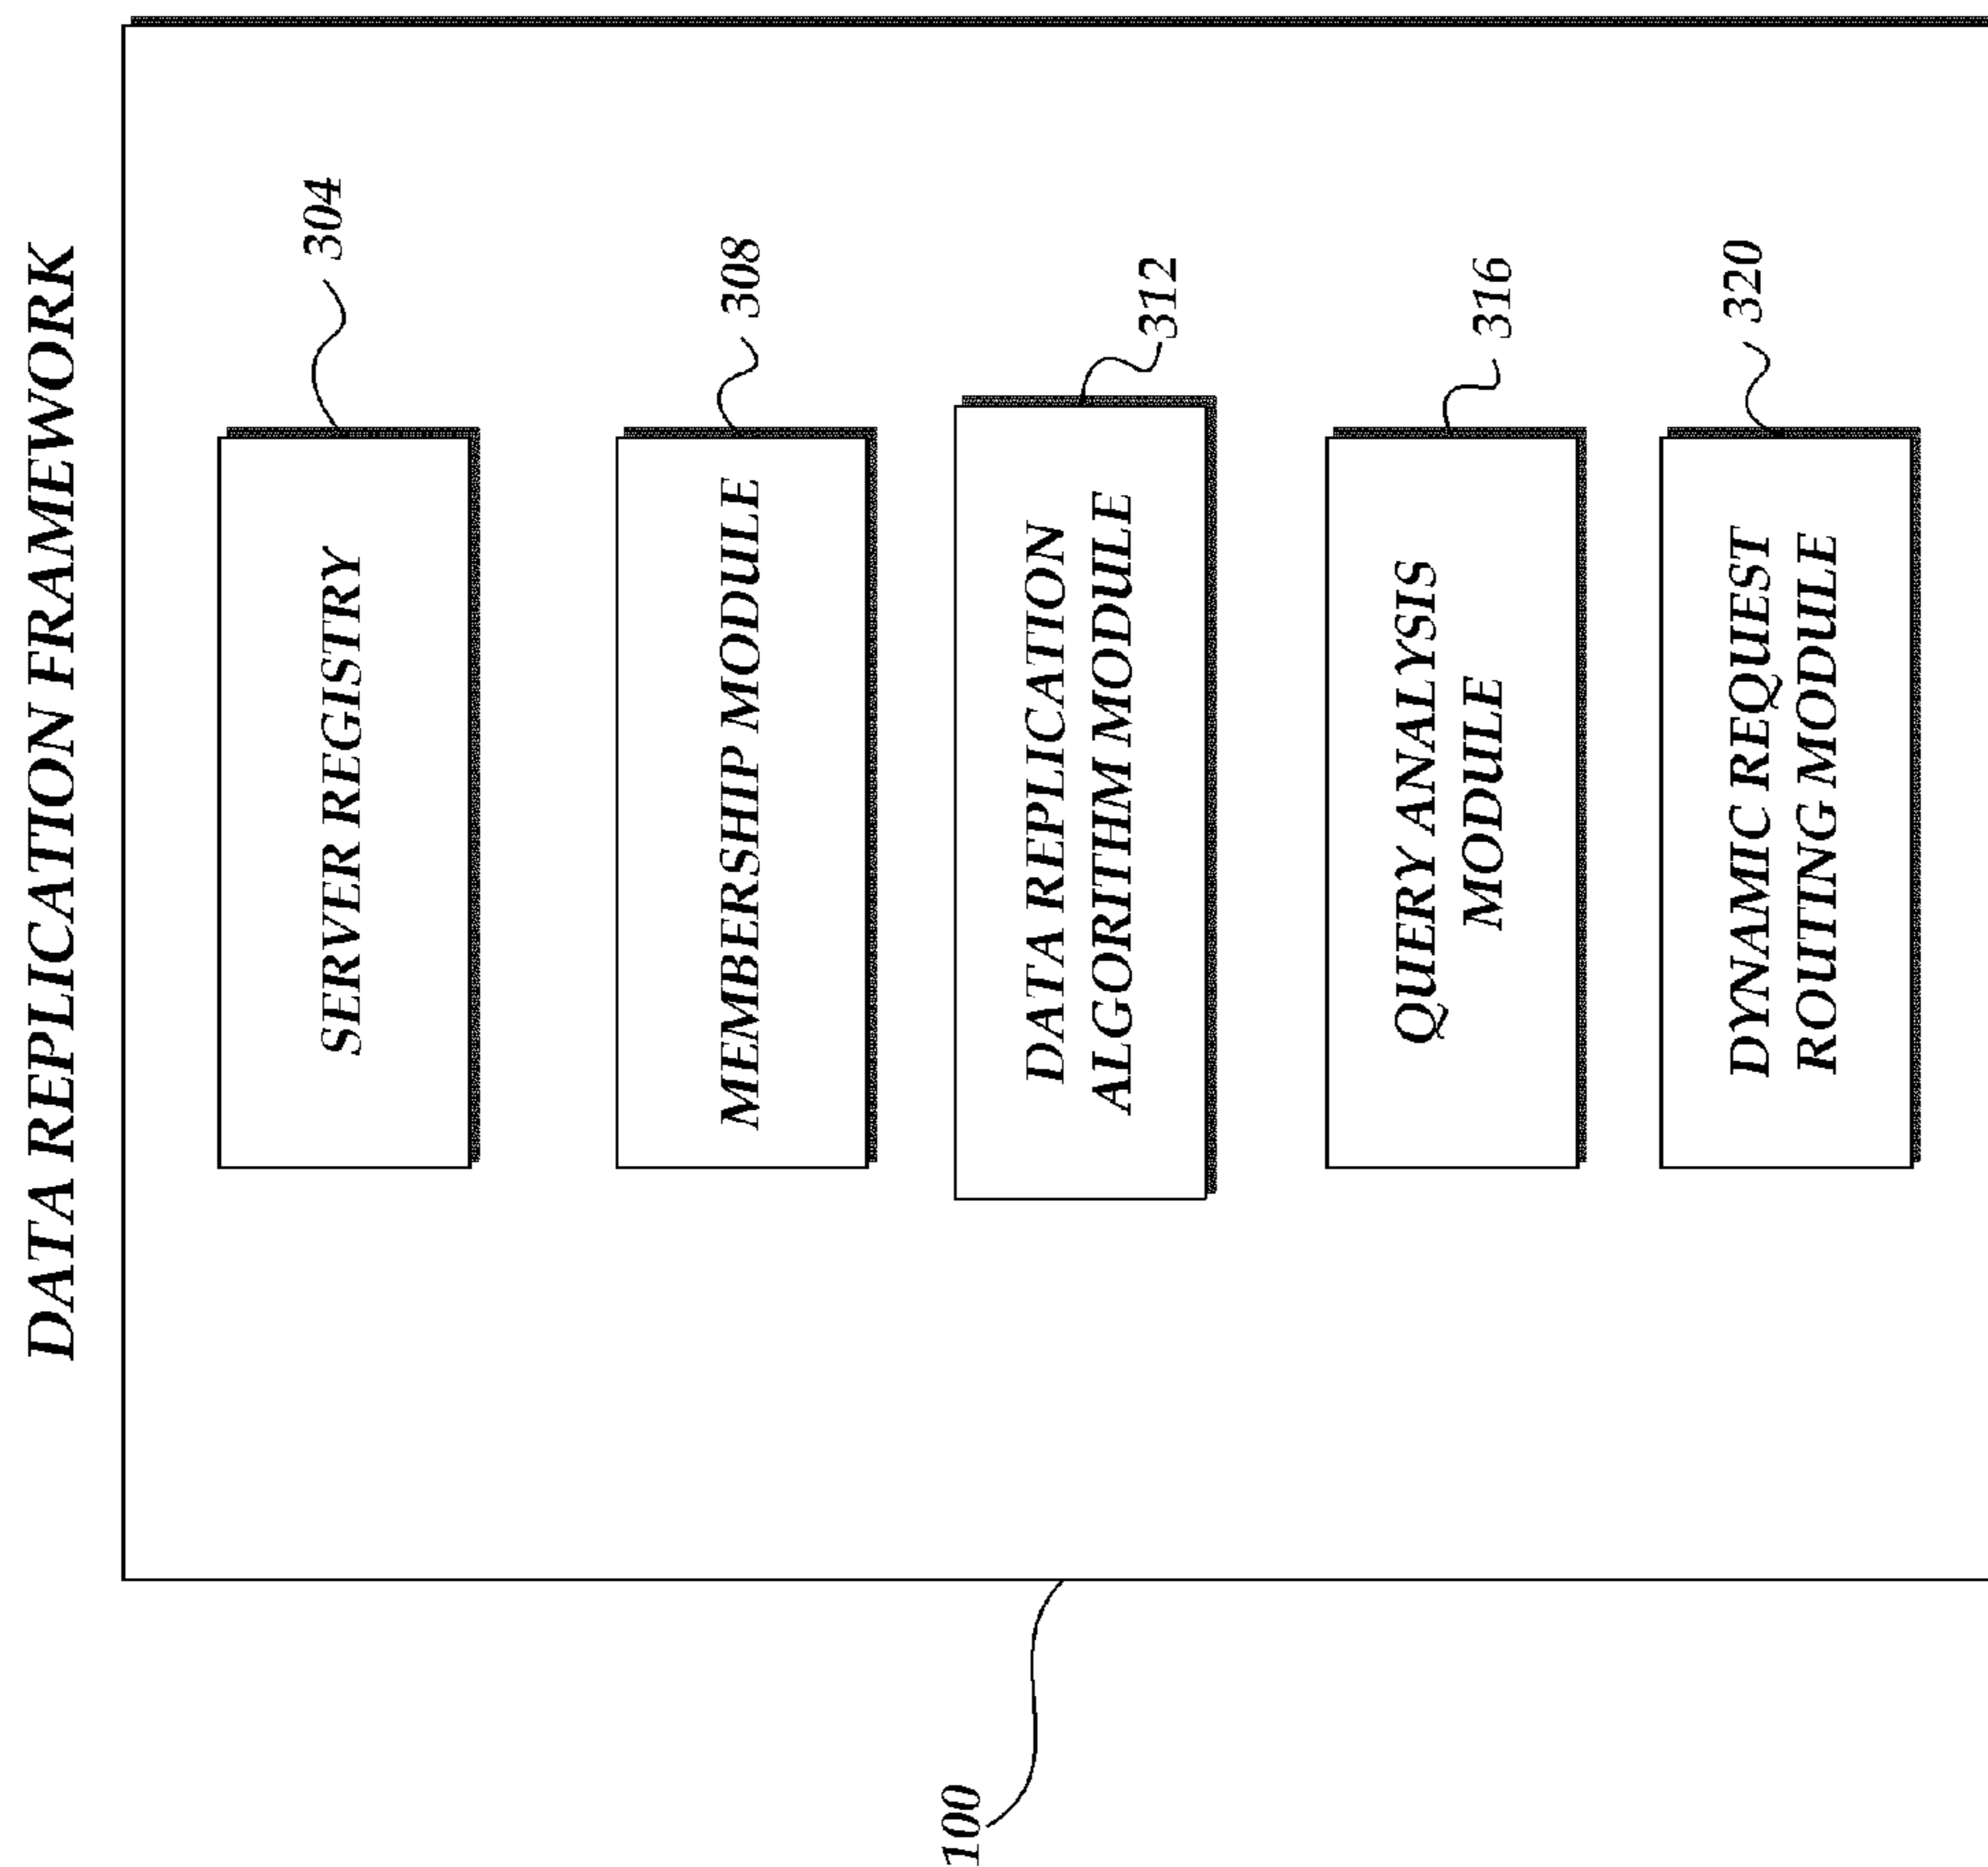 DATA REPLICATION FRAMEWORK
304
SERVER REGISTRY
308
MEMBERSHIP MODULE
312
DATA REPLICATION
ALGORITHM MODULE
316
QUERY ANALYSIS
MODULE
320
DYNAMIC REQUEST
ROUTING MODULE
100